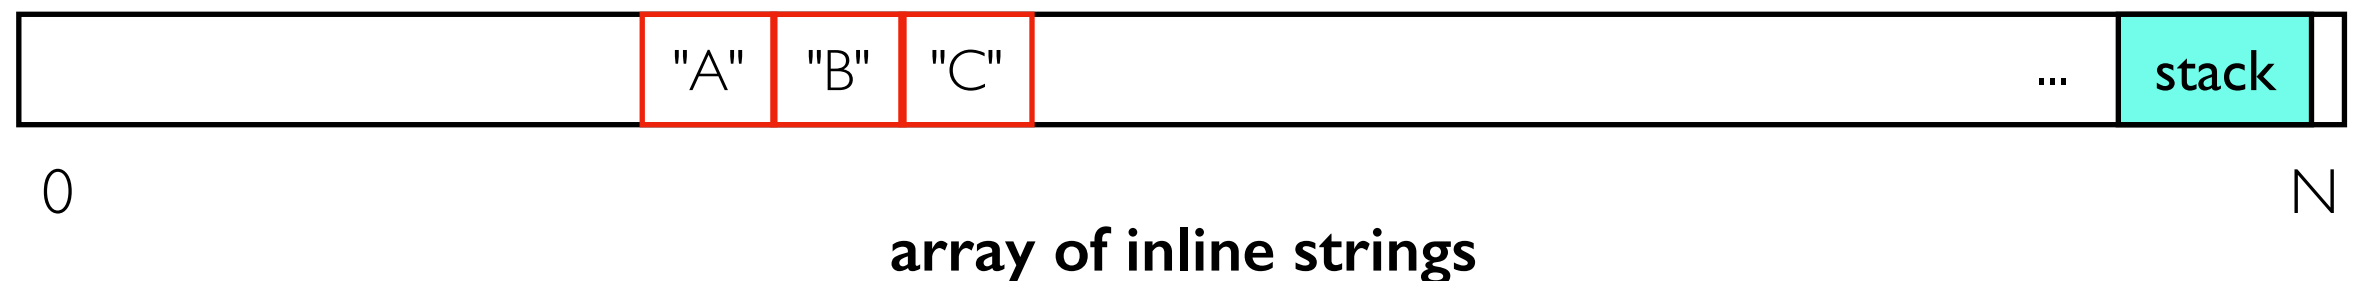 "A" "B" "C" ... stack
0 N
array of inline strings